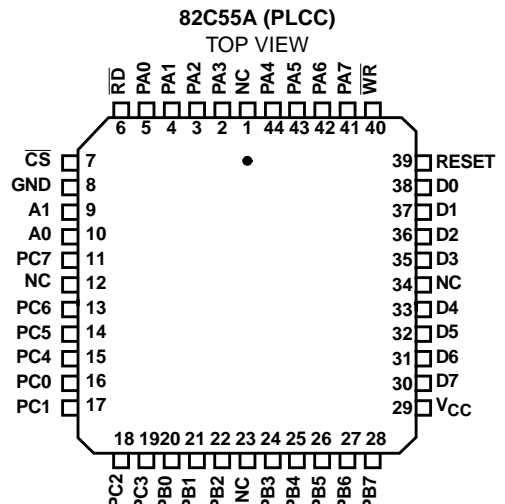 82C55A (PLCC)
TOP VIEW
RD PA0 PA1 PA2 PA3 NC PA4 PA5 PA6 PA7 WR
6 5 4 3 2 1 44 43 42 41 40
CS 7 39 RESET
GND 8 38 D0
A1 9 37 D1
A0 10 36 D2
PC7 11 35 D3
NC 12 34 NC
PC6 13 33 D4
PC5 14 32 D5
PC4 15 31 D6
PC0 16 30 D7
PC1 17 29 VCC
18 19 20 21 22 23 24 25 26 27 28
PC2 PC3 PB0 PB1 PB2 NC PB3 PB4 PB5 PB6 PB7